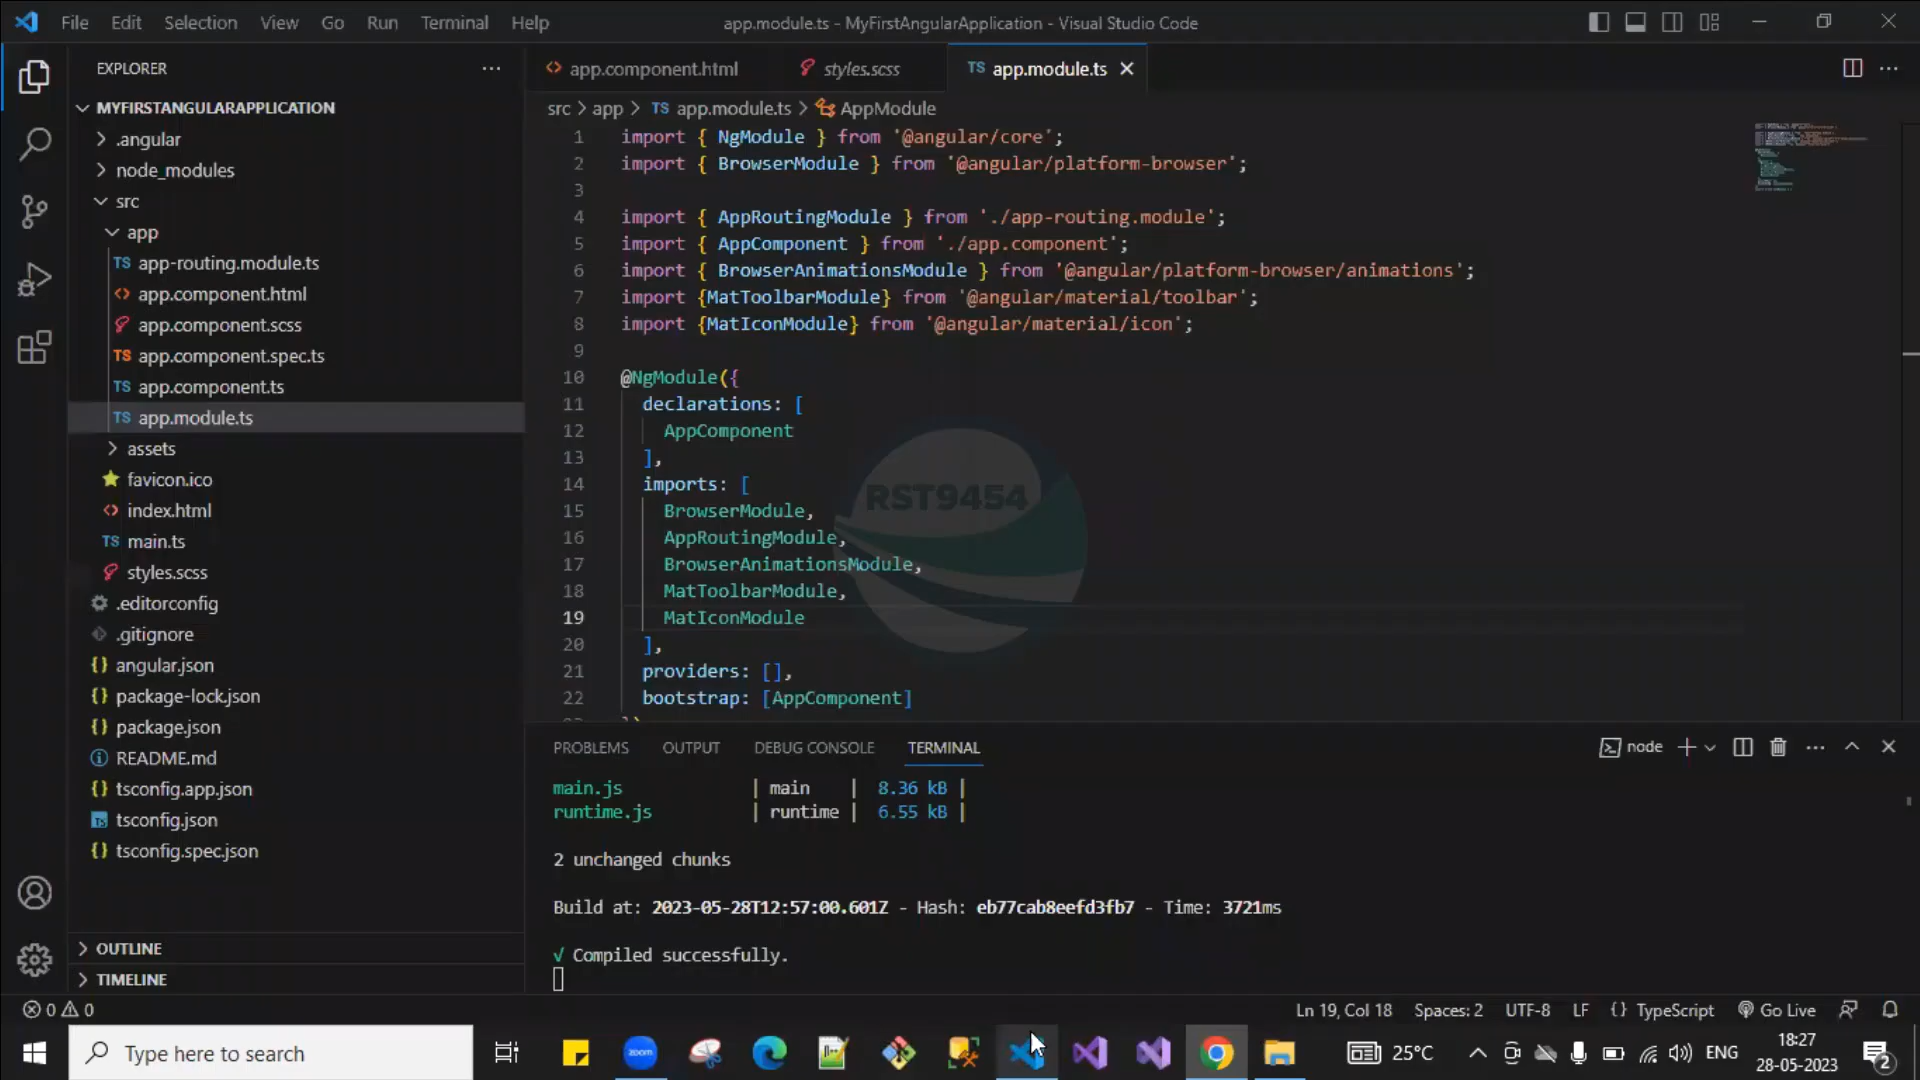 File Edit Selection View Go Run Terminal Help
app.module.ts - MyFirstAngularApplication - Visual Studio Code
EXPLORER
MYFIRSTANGULARAPPLICATION
.angular
node_modules
src
app
TS app-routing.module.ts
<> app.component.html
app.component.scss
TS app.component.spec.ts
TS app.component.ts
TS app.module.ts
assets
favicon.ico
<> index.html
TS main.ts
styles.scss
.editorconfig
.gitignore
{} angular.json
{} package-lock.json
{} package.json
README.md
{} tsconfig.app.json
TS tsconfig.json
{} tsconfig.spec.json
OUTLINE
TIMELINE
<> app.component.html
styles.scss
TS app.module.ts
src > app > TS app.module.ts > AppModule
1 import { NgModule } from '@angular/core';
2 import { BrowserModule } from '@angular/platform-browser';
3
4 import { AppRoutingModule } from './app-routing.module';
5 import { AppComponent } from './app.component';
6 import { BrowserAnimationsModule } from '@angular/platform-browser/animations';
7 import {MatToolbarModule} from '@angular/material/toolbar';
8 import {MatIconModule} from '@angular/material/icon';
9
10 @NgModule({
11 declarations: [
12 AppComponent
13 ],
14 imports: [
15 BrowserModule,
16 AppRoutingModule,
17 BrowserAnimationsModule,
18 MatToolbarModule,
19 MatIconModule
20 ],
21 providers: [],
22 bootstrap: [AppComponent]
RST9454
PROBLEMS OUTPUT DEBUG CONSOLE TERMINAL
node
main.js | main | 8.36 kB |
runtime.js | runtime | 6.55 kB |
2 unchanged chunks
Build at: 2023-05-28T12:57:00.601Z - Hash: eb77cab8eefd3fb7 - Time: 3721ms
√ Compiled successfully.
0 0
Ln 19, Col 18 Spaces: 2 UTF-8 LF {} TypeScript Go Live
Type here to search
zoom
25°C
ENG
18:27
28-05-2023
2